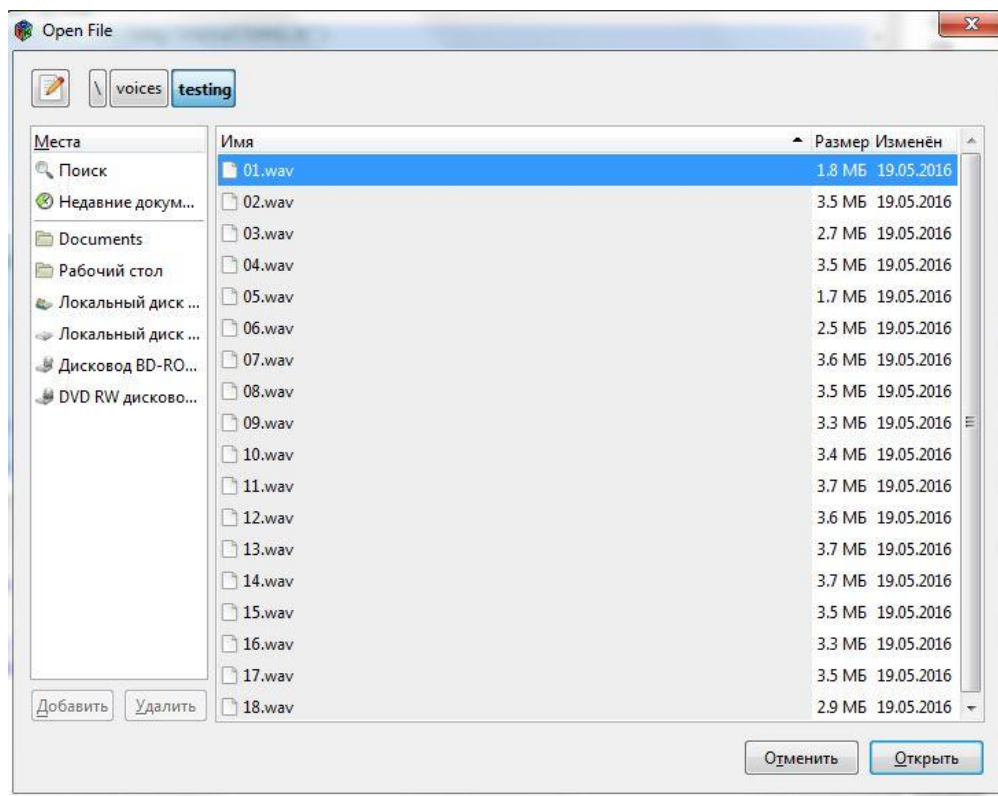 Open File
\ voices testing
Места
Поиск
Недавние докум...
Documents
Рабочий стол
Локальный диск ...
Локальный диск ...
Дисковод BD-RO...
DVD RW дисково...
Добавить Удалить
Имя Размер Изменён
01.wav 1.8 МБ 19.05.2016
02.wav 3.5 МБ 19.05.2016
03.wav 2.7 МБ 19.05.2016
04.wav 3.5 МБ 19.05.2016
05.wav 1.7 МБ 19.05.2016
06.wav 2.5 МБ 19.05.2016
07.wav 3.6 МБ 19.05.2016
08.wav 3.5 МБ 19.05.2016
09.wav 3.3 МБ 19.05.2016
10.wav 3.4 МБ 19.05.2016
11.wav 3.7 МБ 19.05.2016
12.wav 3.6 МБ 19.05.2016
13.wav 3.7 МБ 19.05.2016
14.wav 3.7 МБ 19.05.2016
15.wav 3.5 МБ 19.05.2016
16.wav 3.3 МБ 19.05.2016
17.wav 3.5 МБ 19.05.2016
18.wav 2.9 МБ 19.05.2016
Отменить Открыть